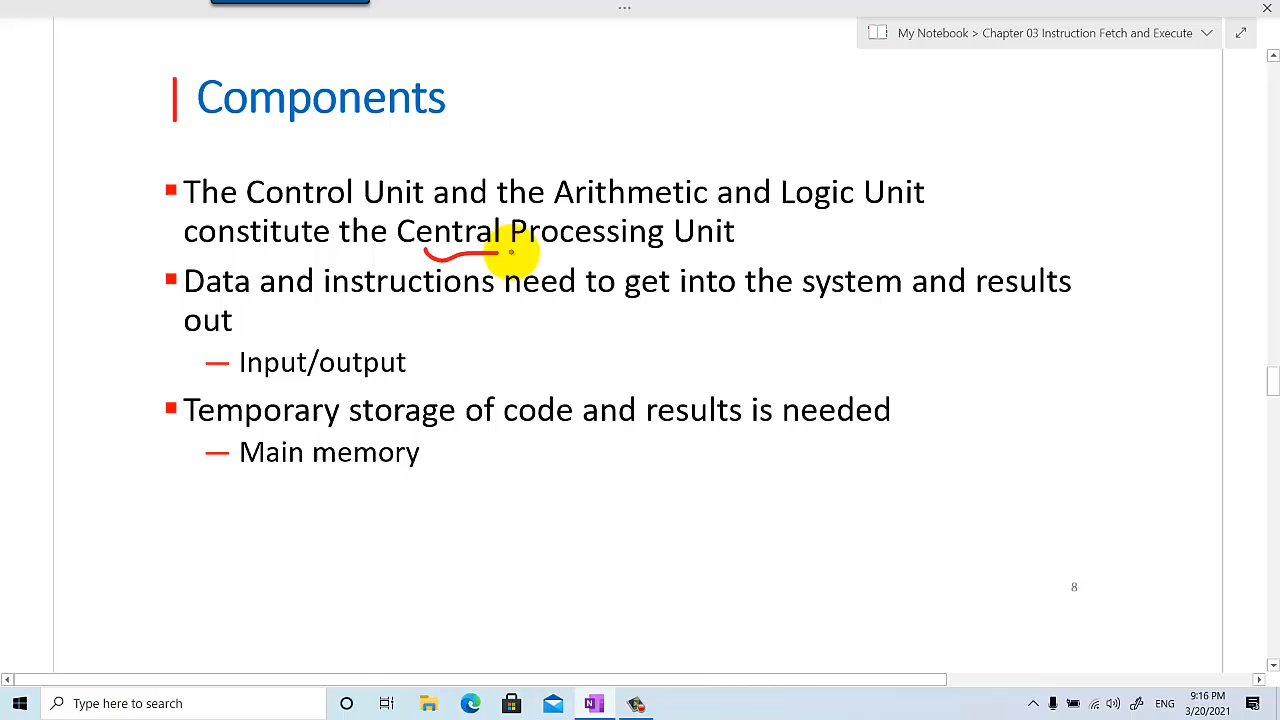 My Notebook > Chapter 03 Instruction Fetch and Execute
Components
The Control Unit and the Arithmetic and Logic Unit
constitute the Central Processing Unit
Data and instructions need to get into the system and results
out
— Input/output
Temporary storage of code and results is needed
— Main memory
8
Type here to search
ENG
9:16 PM
3/20/2021